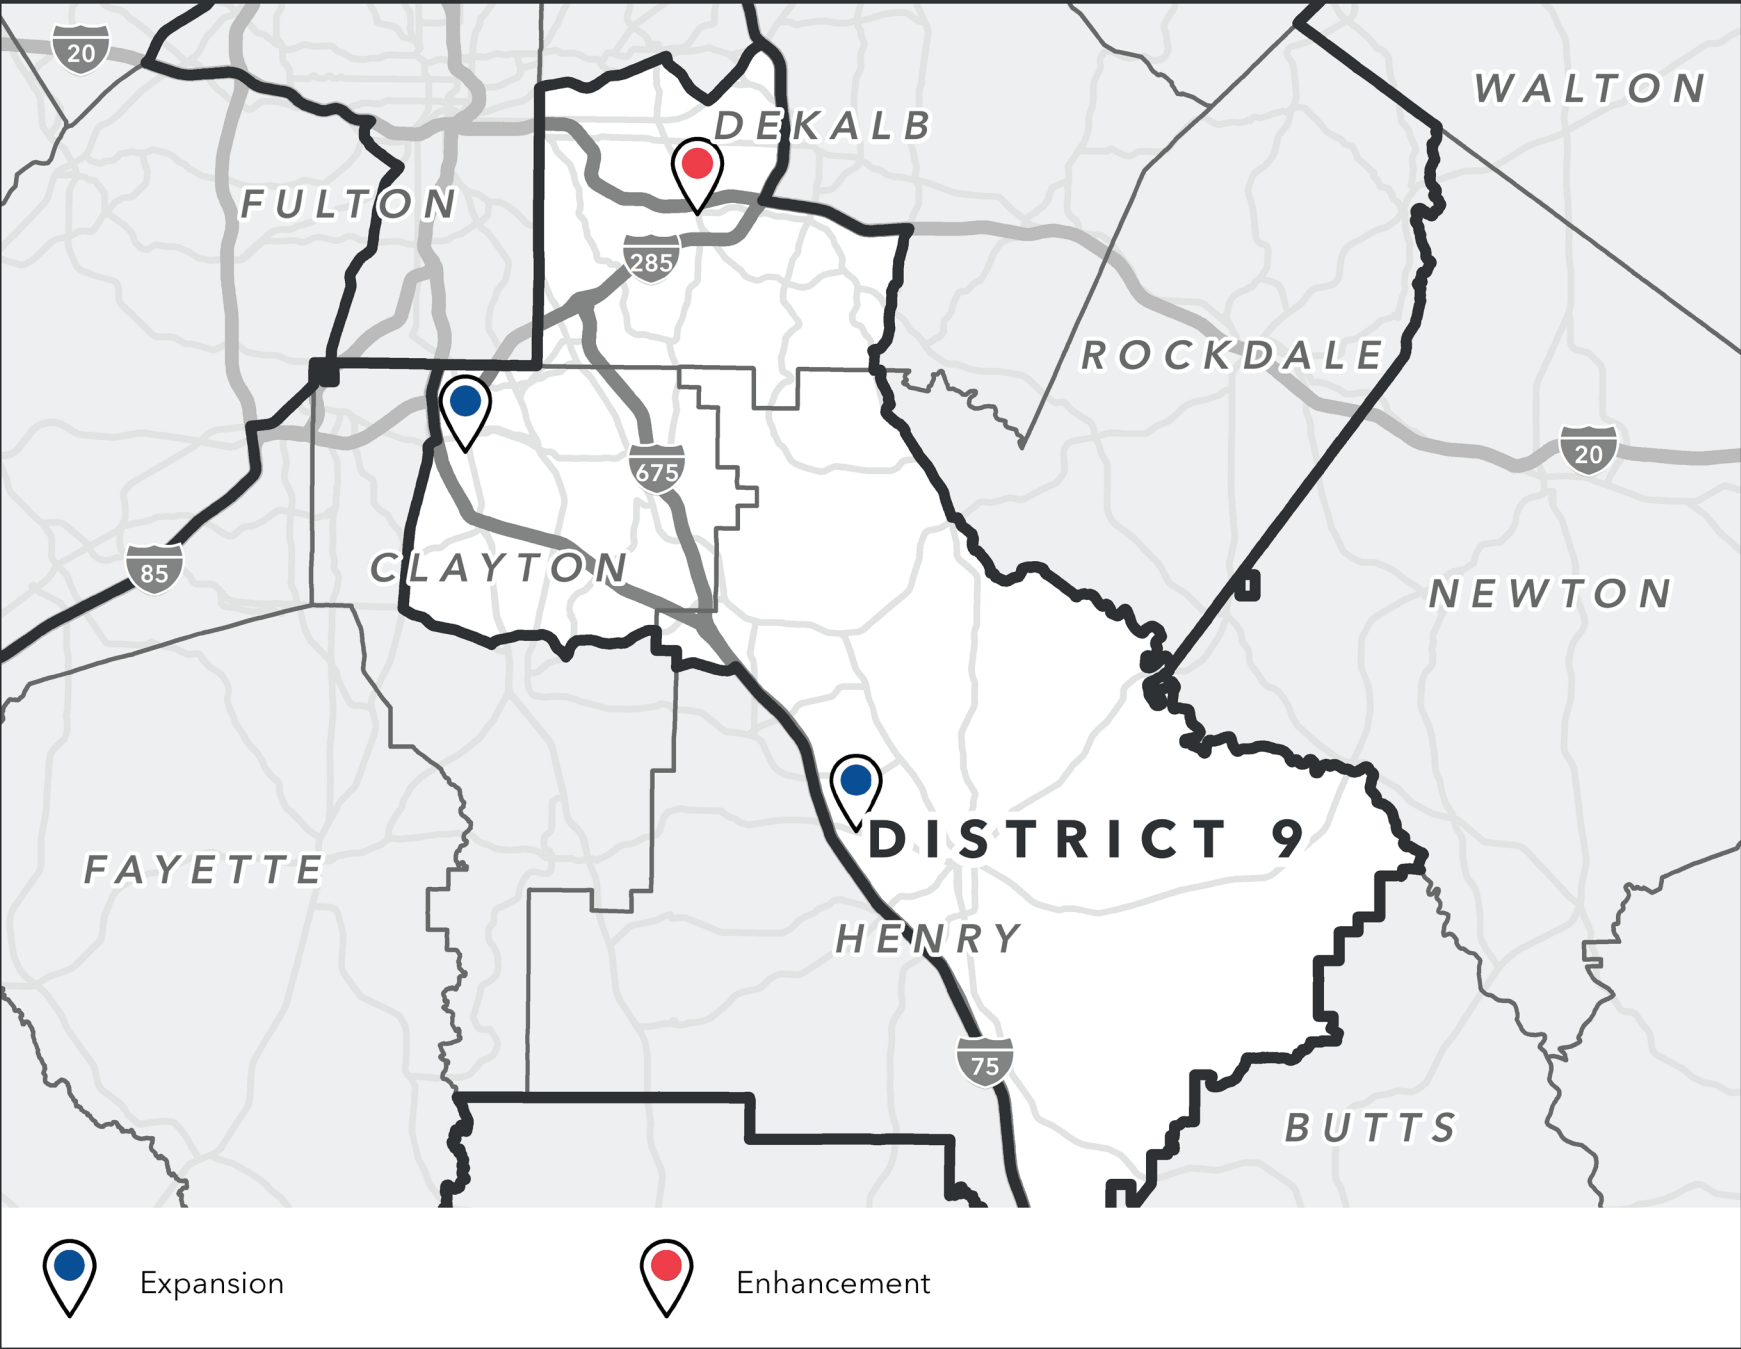 20
WALTON
DEKALB
FULTON
285
ROCKDALE
675
20
85
CLAYTON
NEWTON
DISTRICT 9
FAYETTE
HENRY
75
BUTTS
Expansion
Enhancement